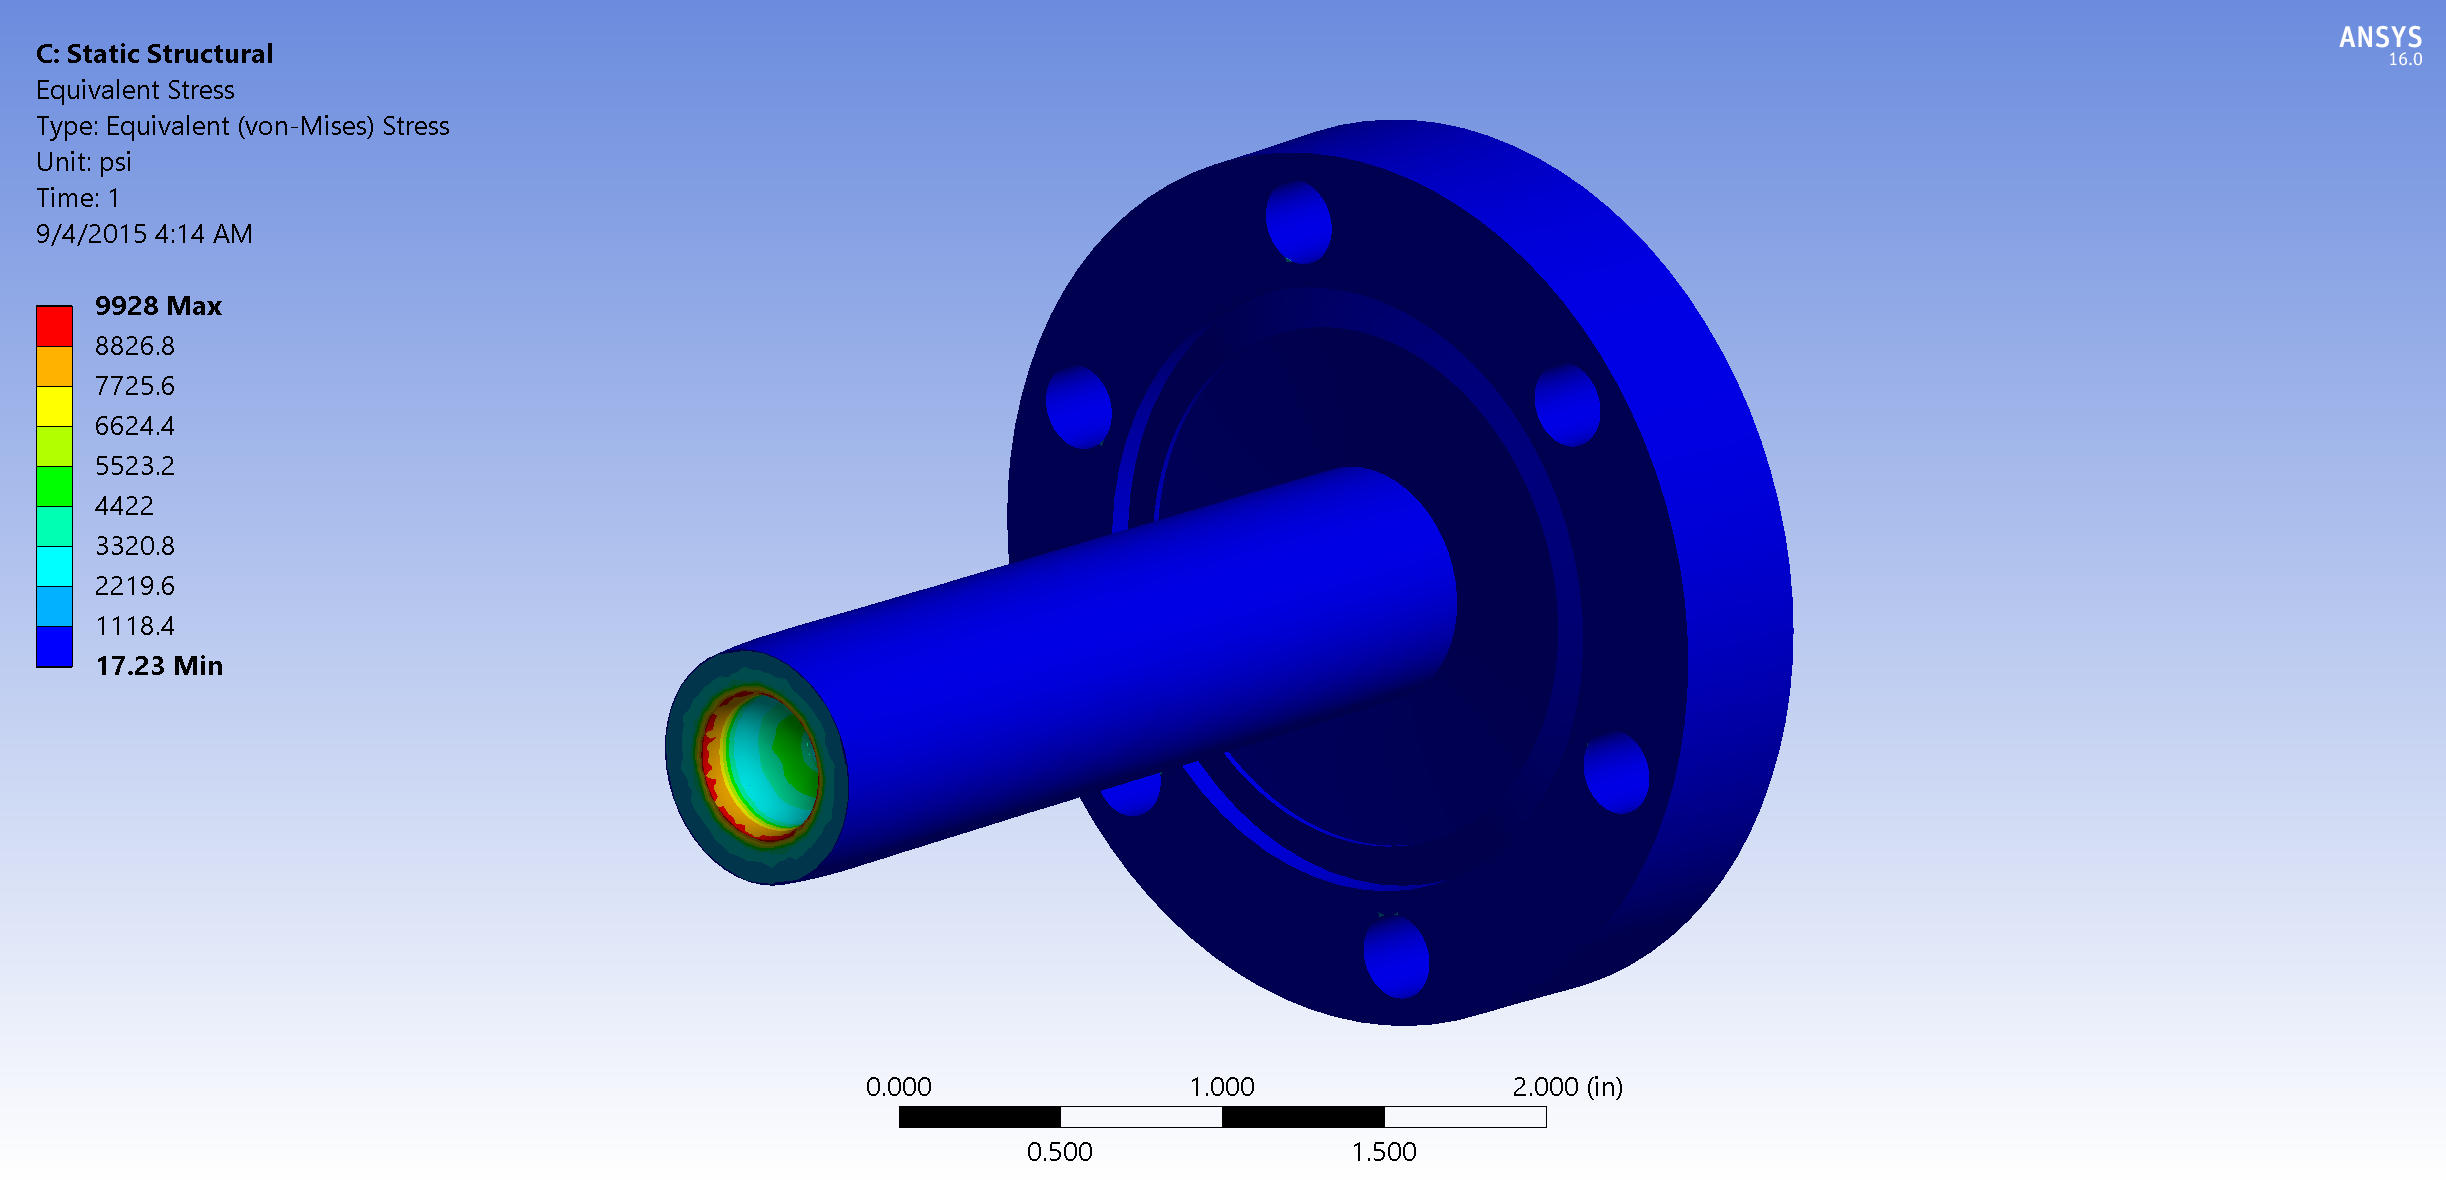 C: Static Structural
Equivalent Stress
Type: Equivalent (von-Mises) Stress
Unit: psi
Time: 1
9/4/2015 4:14 AM
ANSYS
16.0
9928 Max
8826.8
7725.6
6624.4
5523.2
4422
3320.8
2219.6
1118.4
17.23 Min
0.000 1.000 2.000 (in)
0.500 1.500